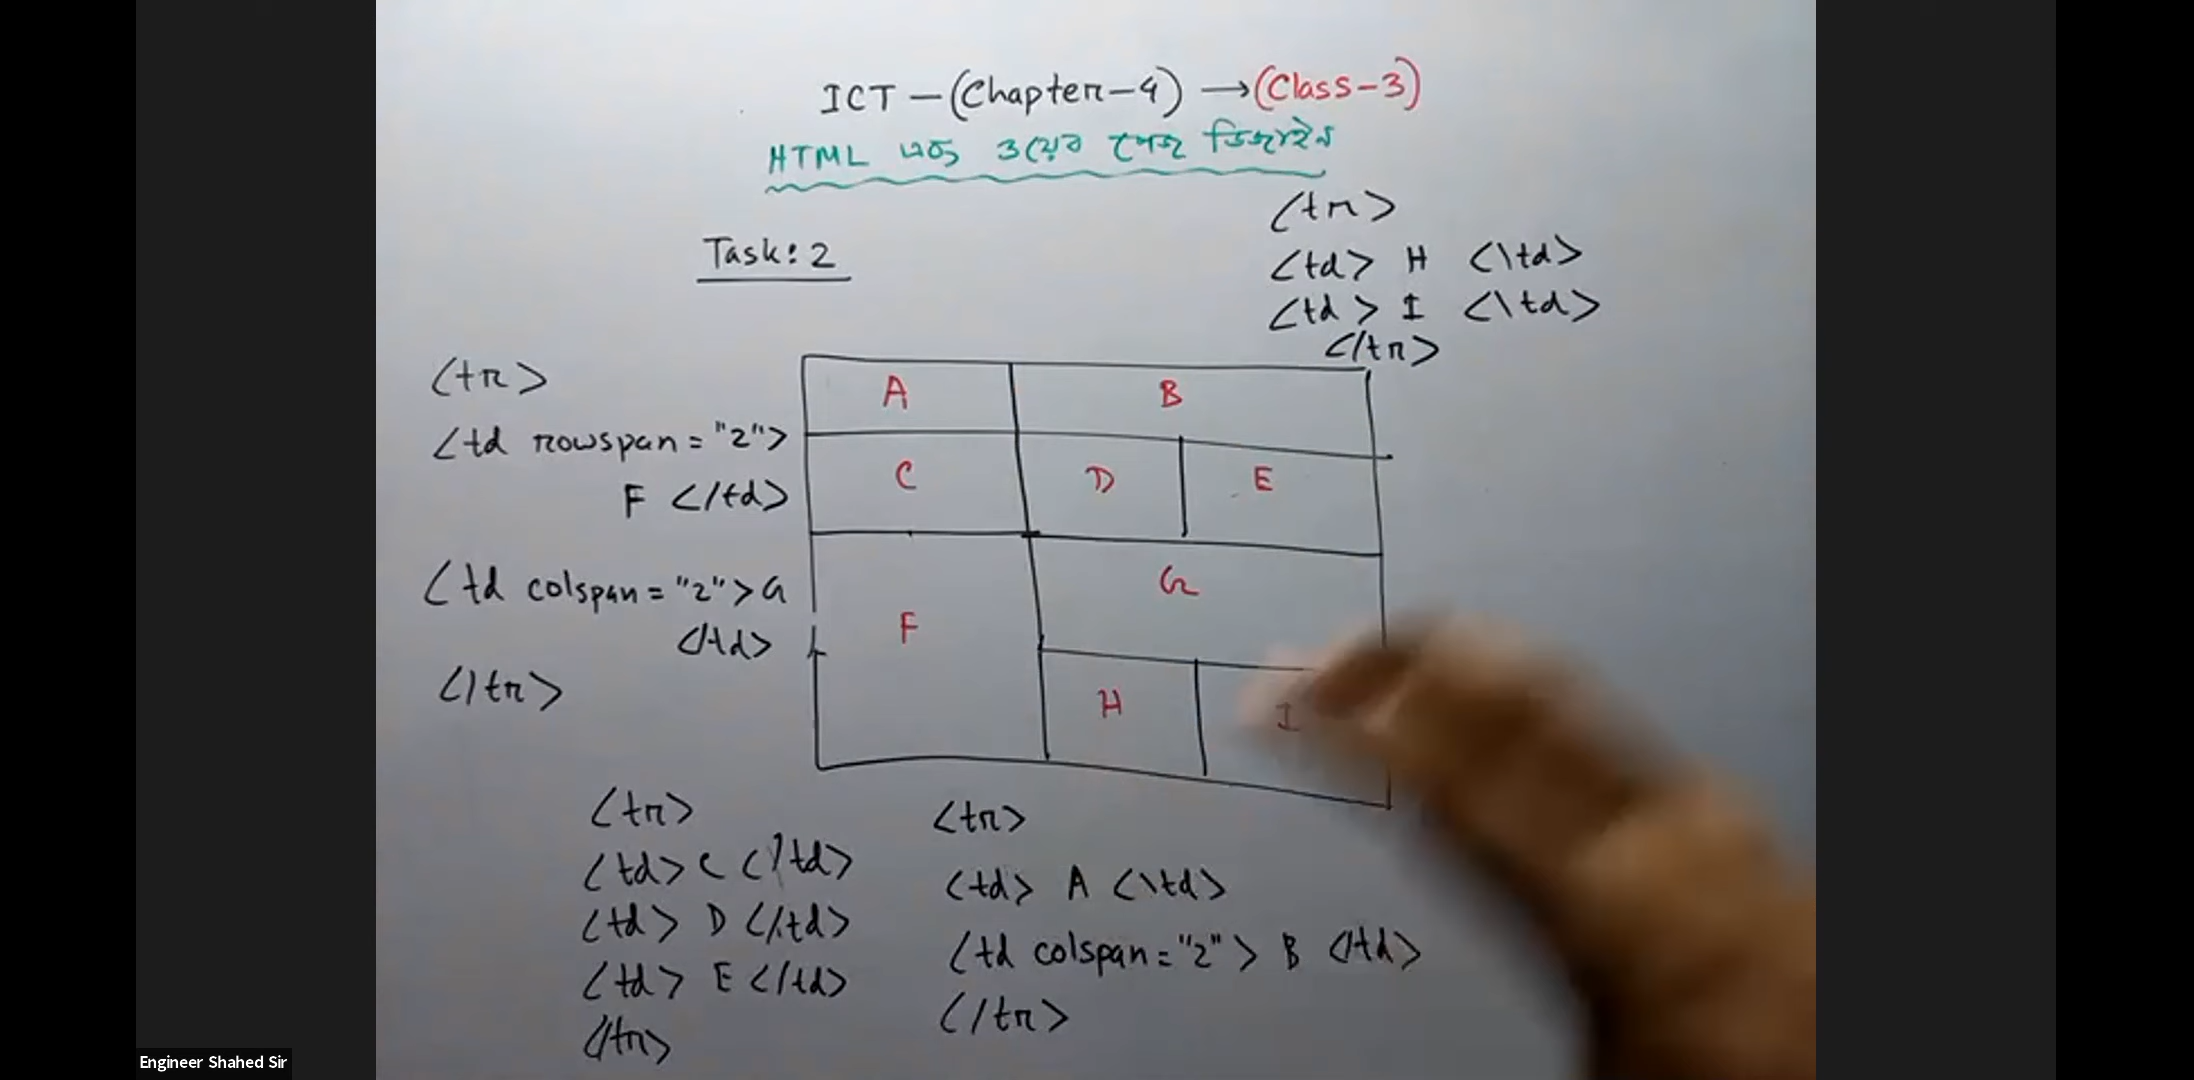 ICT – (Chapter-4) → (Class-3)
HTML এবং ওয়েব পেজ ডিজাইন
Task: 2
<tr>
<td> H <\td>
<td> I <\td>
</tr>
<tr>
<td rowspan = "2">
F </td>
<td colspan = "2"> G
</td>
</tr>
A B
C D E
F G
H I
<tr>
<td> C </td>
<td> D </td>
<td> E </td>
</tr>
<tr>
<td> A <\td>
<td colspan = "2"> B </td>
</tr>
Engineer Shahed Sir